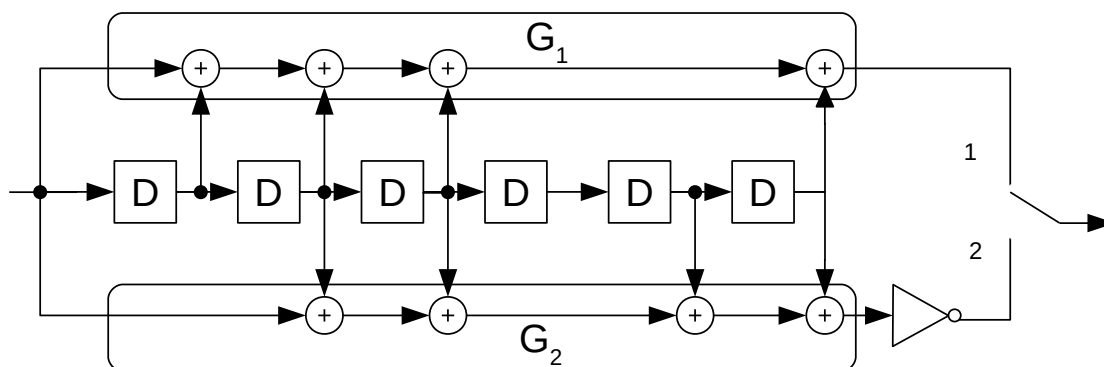 G1
+ + + +
1
D D D D D D
2
+ + + +
G2